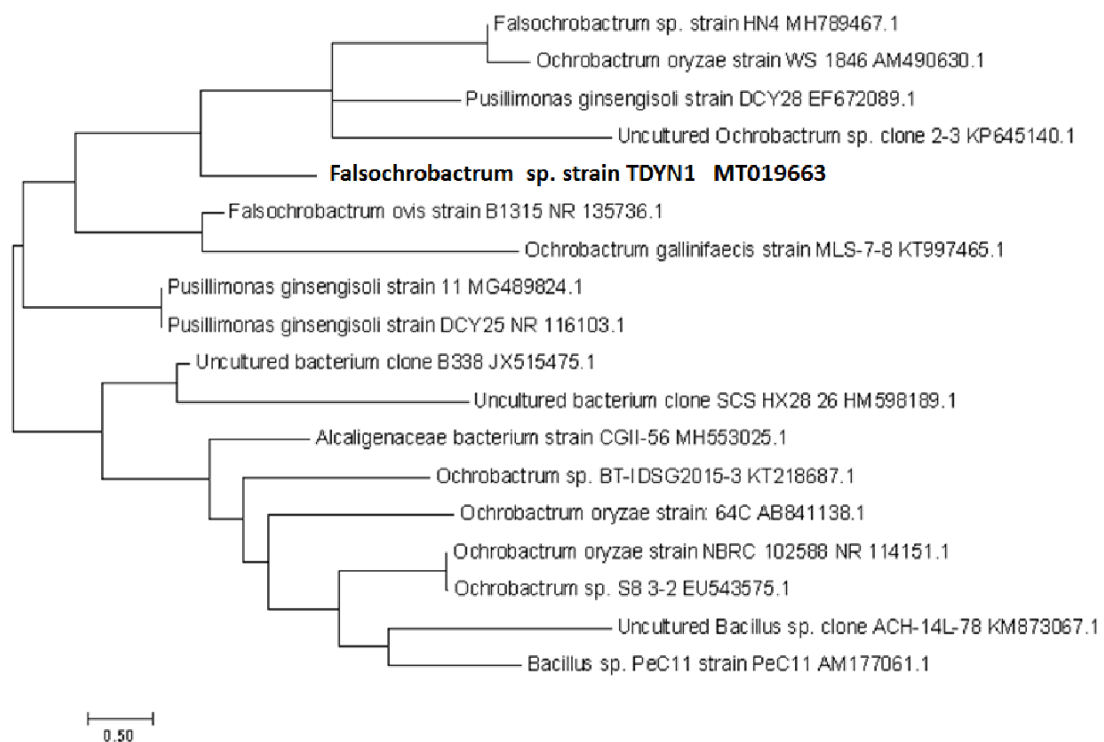 Falsochrobactrum sp. strain HN4 MH789467.1
Ochrobactrum oryzae strain WS 1846 AM490630.1
Pusillimonas ginsengisoli strain DCY28 EF672089.1
Uncultured Ochrobactrum sp. clone 2-3 KP645140.1
Falsochrobactrum sp. strain TDYN1 MT019663
Falsochrobactrum ovis strain B1315 NR 135736.1
Ochrobactrum gallinifaecis strain MLS-7-8 KT997465.1
Pusillimonas ginsengisoli strain 11 MG489824.1
Pusillimonas ginsengisoli strain DCY25 NR 116103.1
Uncultured bacterium clone B338 JX515475.1
Uncultured bacterium clone SCS HX28 26 HM598189.1
Alcaligenaceae bacterium strain CGII-56 MH553025.1
Ochrobactrum sp. BT-IDSG2015-3 KT218687.1
Ochrobactrum oryzae strain: 64C AB841138.1
Ochrobactrum oryzae strain NBRC 102588 NR 114151.1
Ochrobactrum sp. S8 3-2 EU543575.1
Uncultured Bacillus sp. clone ACH-14L-78 KM873067.1
Bacillus sp. PeC11 strain PeC11 AM177061.1
0.50